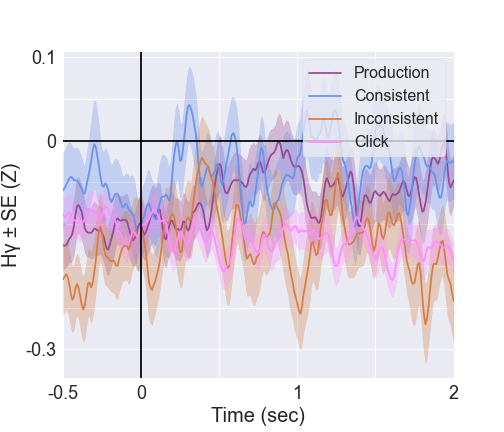 0.1
0
-0.3
Hγ ± SE (Z)
Production
Consistent
Inconsistent
Click
-0.5
0
1
2
Time (sec)